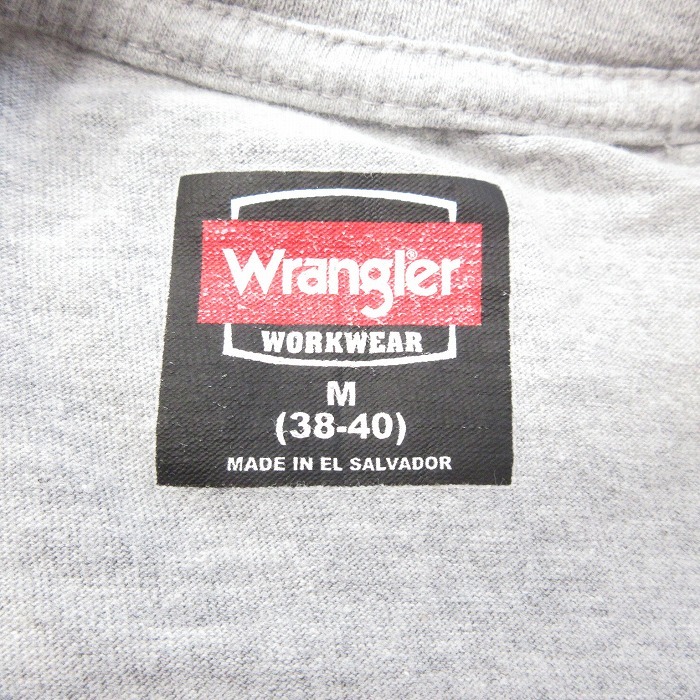 Wrangler®
WORKWEAR
M
(38-40)
MADE IN EL SALVADOR